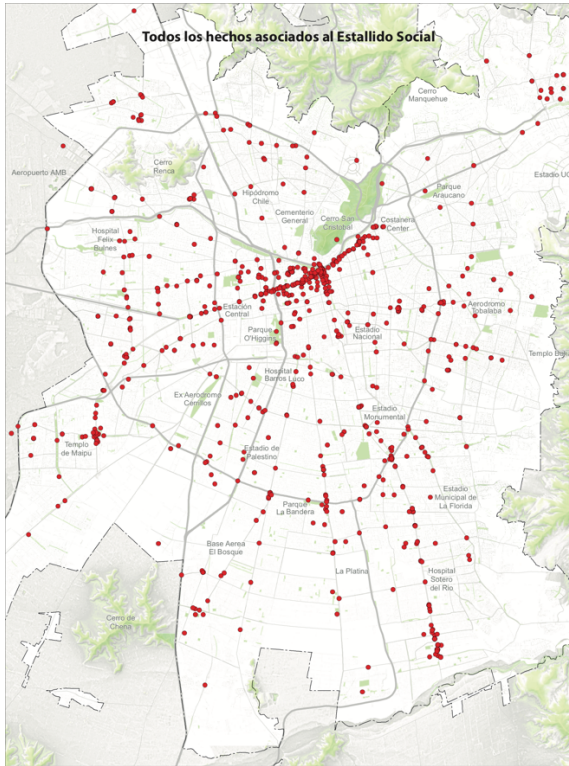 Todos los hechos asociados al Estallido Social
Cerro
Manquehue
Aeropuerto AMB
Cerro
Renca
Estadio UC
Parque
Araucano
Hipódromo
Chile
Cementerio
General
Cerro San
Cristóbal
Costanera
Center
Hospital
Felix
Bulnes
Estación
Central
Aerodromo
Tobalaba
Parque
O'Higgins
Estadio
Nacional
Hospital
Barros Luco
Ex Aerodromo
Cerrillos
Estadio
Monumental
Templo
de Maipu
Estadio de
Palestino
Estadio
Municipal de
La Florida
Parque
La Bandera
Base Aerea
El Bosque
La Platina
Hospital
Sotero
del Rio
Cerro de
Chena